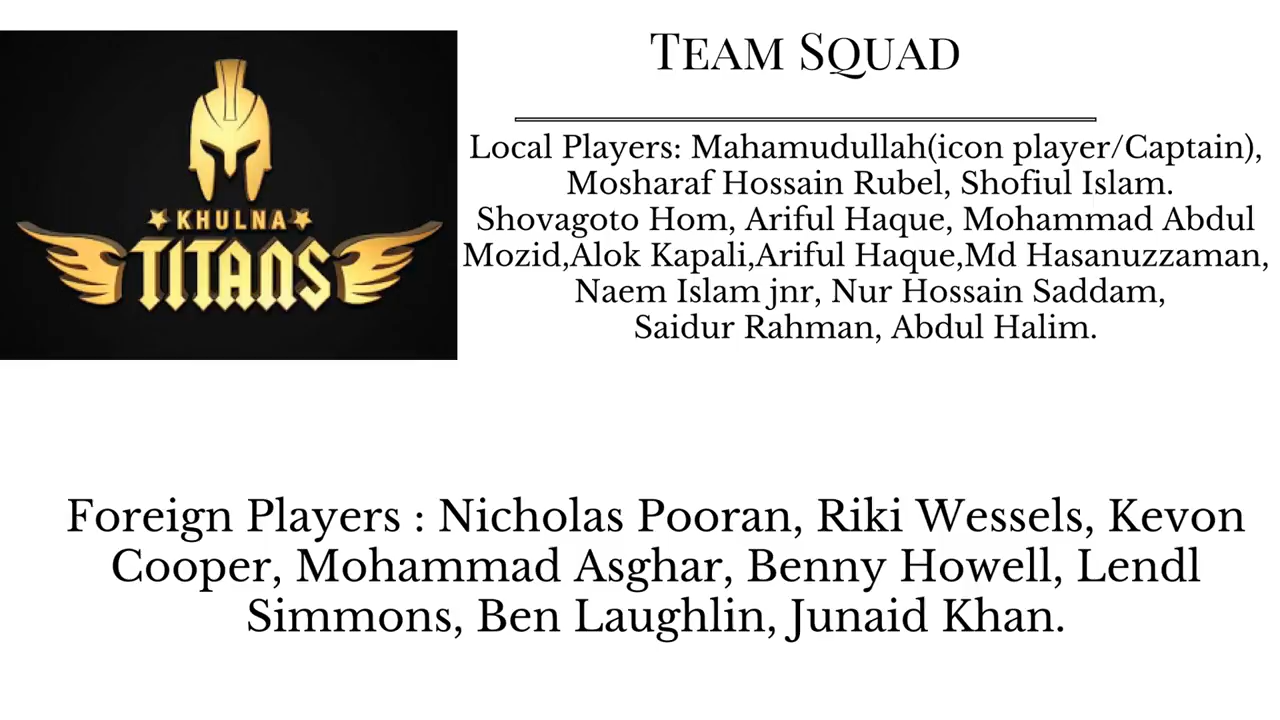 KHULNA
TITANS
TEAM SQUAD
Local Players: Mahamudullah(icon player/Captain),
Mosharaf Hossain Rubel, Shofiul Islam.
Shovagoto Hom, Ariful Haque, Mohammad Abdul
Mozid,Alok Kapali,Ariful Haque,Md Hasanuzzaman,
Naem Islam jnr, Nur Hossain Saddam,
Saidur Rahman, Abdul Halim.
Foreign Players : Nicholas Pooran, Riki Wessels, Kevon
Cooper, Mohammad Asghar, Benny Howell, Lendl
Simmons, Ben Laughlin, Junaid Khan.